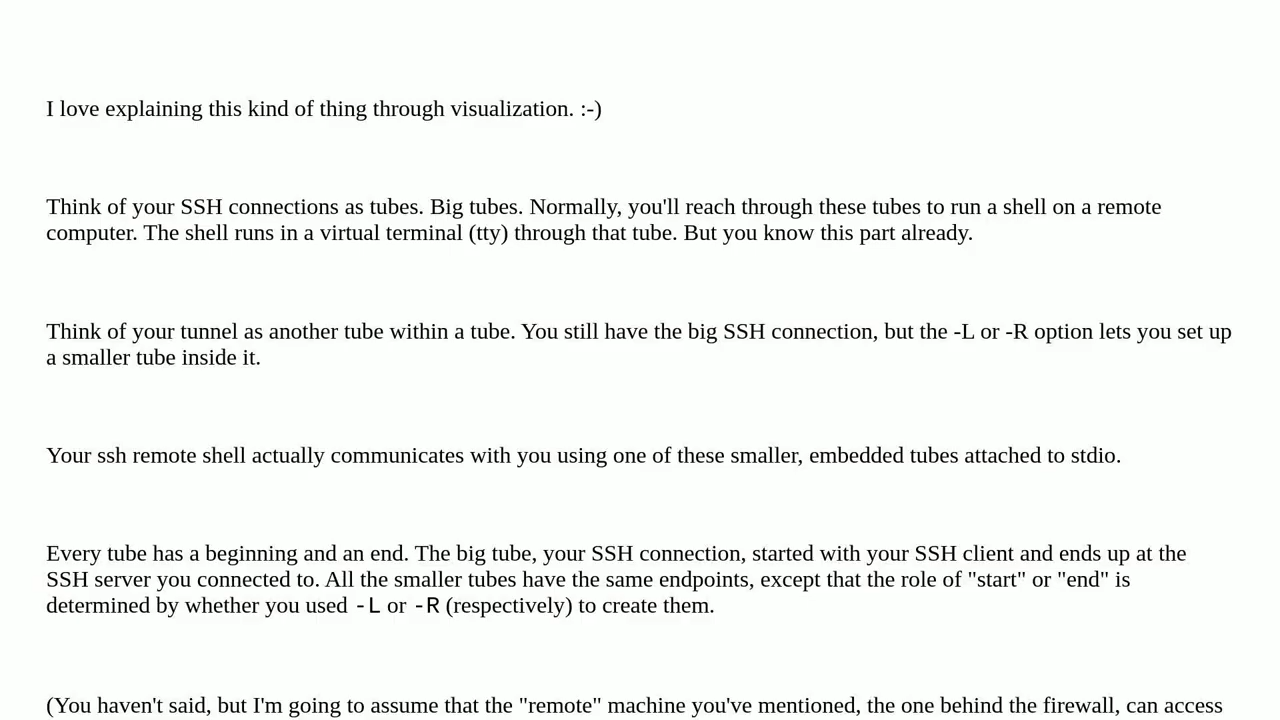 I love explaining this kind of thing through visualization. :-)
Think of your SSH connections as tubes. Big tubes. Normally, you'll reach through these tubes to run a shell on a remote
computer. The shell runs in a virtual terminal (tty) through that tube. But you know this part already.
Think of your tunnel as another tube within a tube. You still have the big SSH connection, but the -L or -R option lets you set up
a smaller tube inside it.
Your ssh remote shell actually communicates with you using one of these smaller, embedded tubes attached to stdio.
Every tube has a beginning and an end. The big tube, your SSH connection, started with your SSH client and ends up at the
SSH server you connected to. All the smaller tubes have the same endpoints, except that the role of "start" or "end" is
determined by whether you used -L or -R (respectively) to create them.
(You haven't said, but I'm going to assume that the "remote" machine you've mentioned, the one behind the firewall, can access